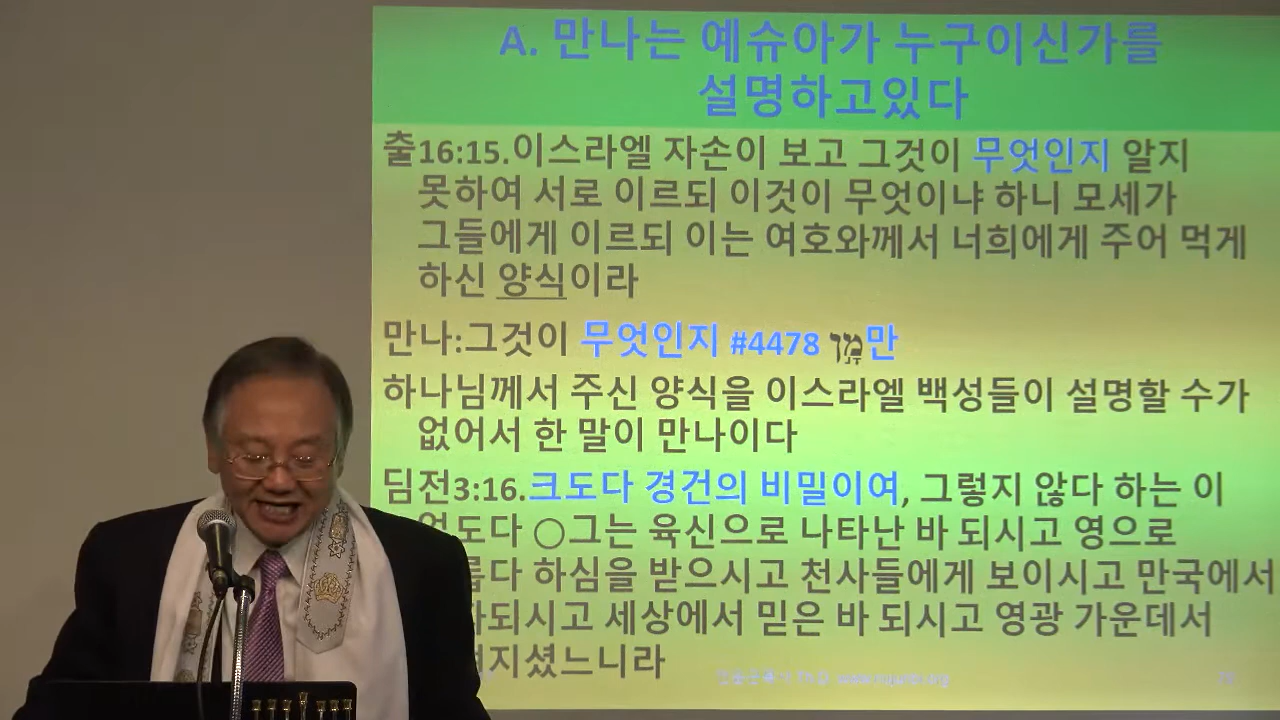 A. 만나는 예슈아가 누구이신가를
설명하고있다
출16:15.이스라엘 자손이 보고 그것이 무엇인지 알지
못하여 서로 이르되 이것이 무엇이냐 하니 모세가
그들에게 이르되 이는 여호와께서 너희에게 주어 먹게
하신 양식이라
만나:그것이 무엇인지 #4478 מָן 만
하나님께서 주신 양식을 이스라엘 백성들이 설명할 수가
없어서 한 말이 만나이다
딤전3:16.크도다 경건의 비밀이여, 그렇지 않다 하는 이
도다 ○그는 육신으로 나타난 바 되시고 영으로
롭다 하심을 받으시고 천사들에게 보이시고 만국에서
되시고 세상에서 믿은 바 되시고 영광 가운데서
지셨느니라